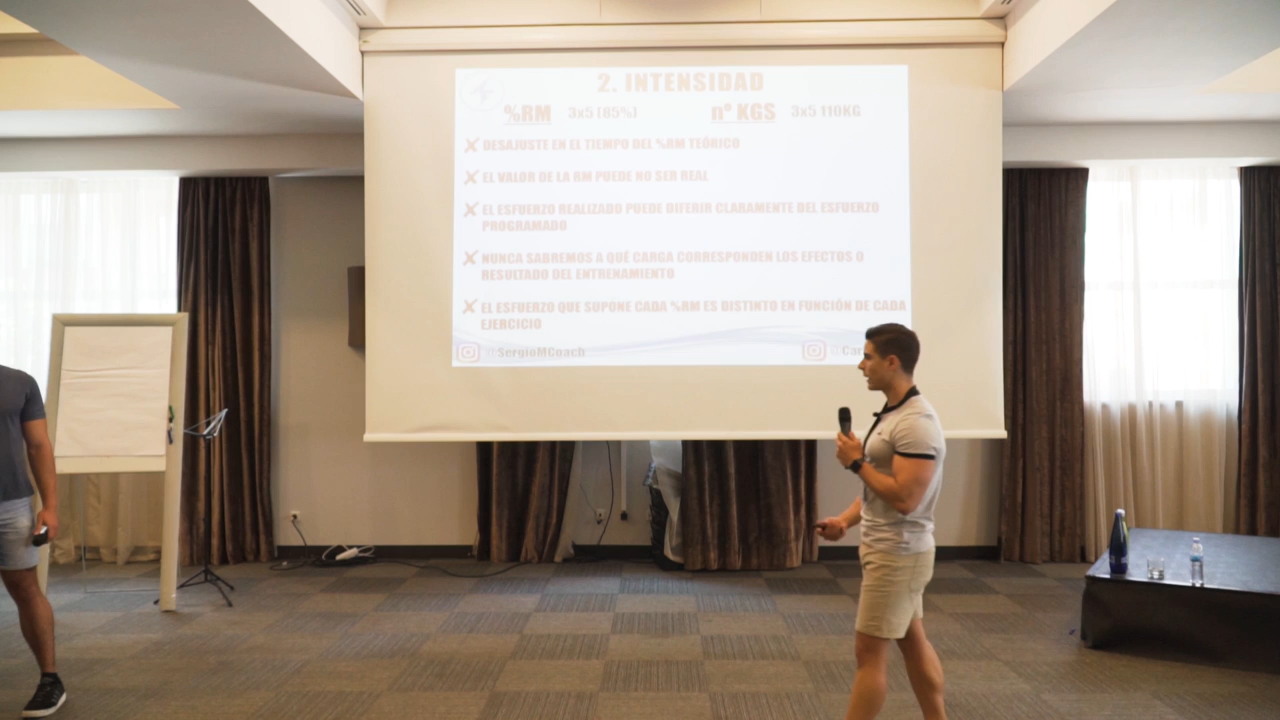 2. INTENSIDAD
%RM 3x5 (85%) nº KGS 3x5 110KG
DESAJUSTE EN EL TIEMPO DEL %RM TEÓRICO
EL VALOR DE LA RM PUEDE NO SER REAL
EL ESFUERZO REALIZADO PUEDE DIFERIR CLARAMENTE DEL ESFUERZO
PROGRAMADO
NUNCA SABREMOS A QUÉ CARGA CORRESPONDEN LOS EFECTOS O
RESULTADO DEL ENTRENAMIENTO
EL ESFUERZO QUE SUPONE CADA %RM ES DISTINTO EN FUNCIÓN DE CADA
EJERCICIO
@SergioMCoach